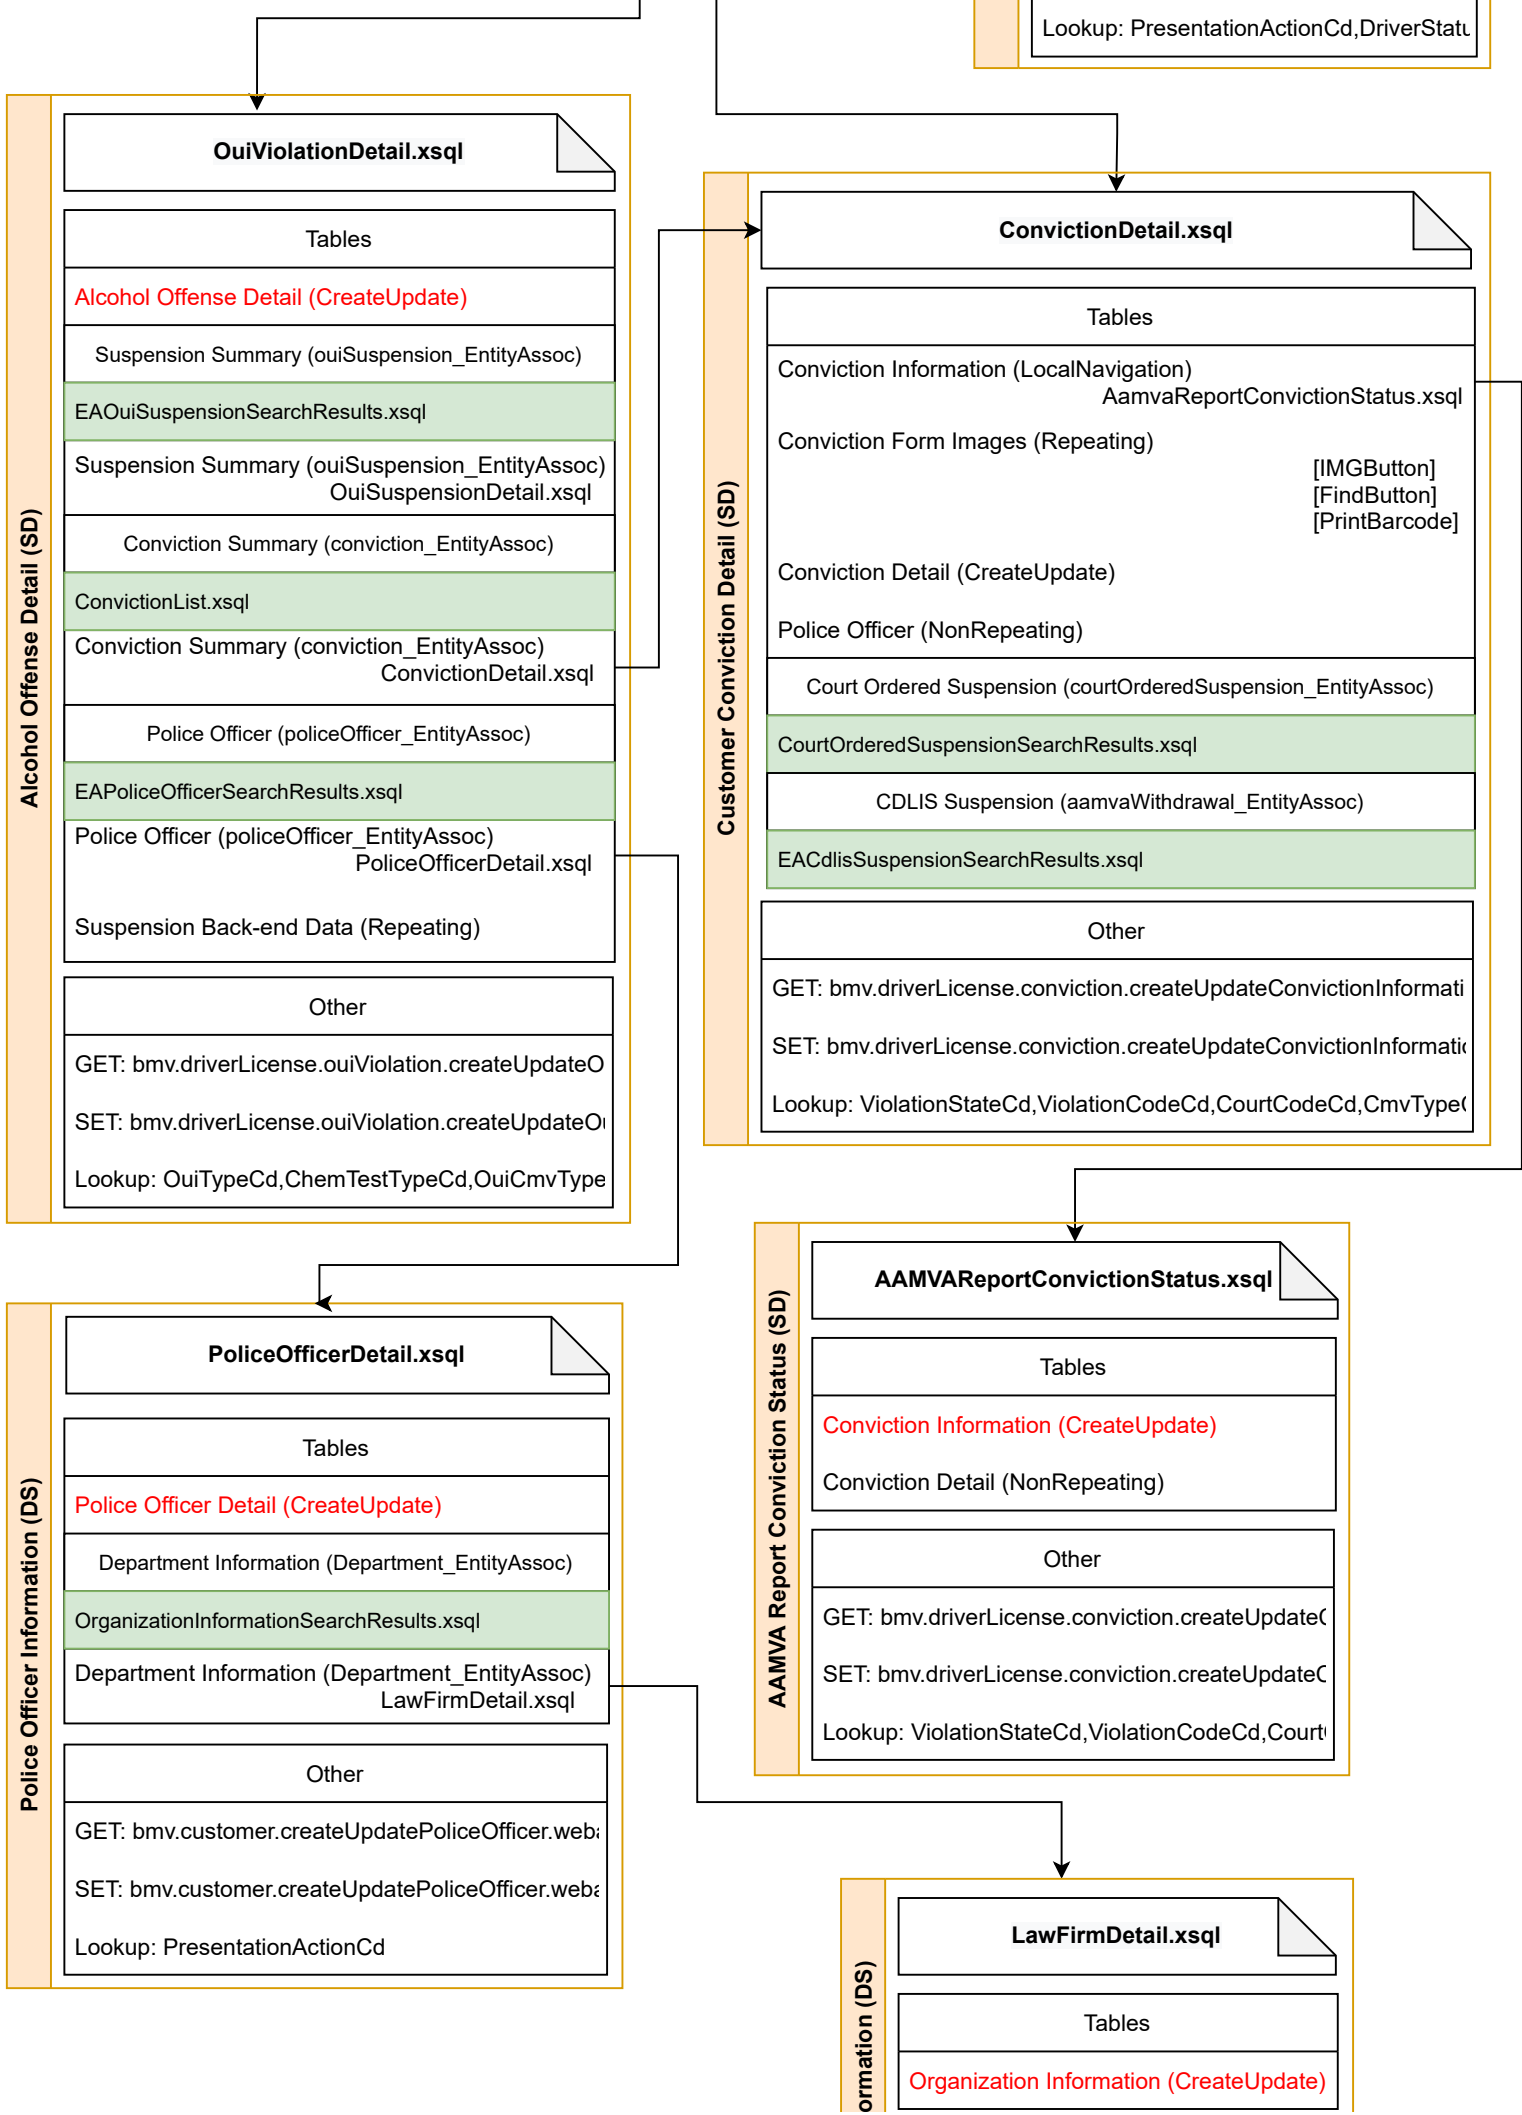 Lookup: PresentationActionCd,DriverStatu
Alcohol Offense Detail (SD)
OuiViolationDetail.xsql
Tables
Alcohol Offense Detail (CreateUpdate)
Suspension Summary (ouiSuspension_EntityAssoc)
EAOuiSuspensionSearchResults.xsql
Suspension Summary (ouiSuspension_EntityAssoc)
OuiSuspensionDetail.xsql
Conviction Summary (conviction_EntityAssoc)
ConvictionList.xsql
Conviction Summary (conviction_EntityAssoc)
ConvictionDetail.xsql
Police Officer (policeOfficer_EntityAssoc)
EAPoliceOfficerSearchResults.xsql
Police Officer (policeOfficer_EntityAssoc)
PoliceOfficerDetail.xsql
Suspension Back-end Data (Repeating)
Other
GET: bmv.driverLicense.ouiViolation.createUpdateO
SET: bmv.driverLicense.ouiViolation.createUpdateOu
Lookup: OuiTypeCd,ChemTestTypeCd,OuiCmvType
Customer Conviction Detail (SD)
ConvictionDetail.xsql
Tables
Conviction Information (LocalNavigation)
AamvaReportConvictionStatus.xsql
Conviction Form Images (Repeating)
[IMGButton]
[FindButton]
[PrintBarcode]
Conviction Detail (CreateUpdate)
Police Officer (NonRepeating)
Court Ordered Suspension (courtOrderedSuspension_EntityAssoc)
CourtOrderedSuspensionSearchResults.xsql
CDLIS Suspension (aamvaWithdrawal_EntityAssoc)
EACdlisSuspensionSearchResults.xsql
Other
GET: bmv.driverLicense.conviction.createUpdateConvictionInformati
SET: bmv.driverLicense.conviction.createUpdateConvictionInformatio
Lookup: ViolationStateCd,ViolationCodeCd,CourtCodeCd,CmvTypeC
Police Officer Information (DS)
PoliceOfficerDetail.xsql
Tables
Police Officer Detail (CreateUpdate)
Department Information (Department_EntityAssoc)
OrganizationInformationSearchResults.xsql
Department Information (Department_EntityAssoc)
LawFirmDetail.xsql
Other
GET: bmv.customer.createUpdatePoliceOfficer.weba
SET: bmv.customer.createUpdatePoliceOfficer.weba
Lookup: PresentationActionCd
AAMVA Report Conviction Status (SD)
AAMVAReportConvictionStatus.xsql
Tables
Conviction Information (CreateUpdate)
Conviction Detail (NonRepeating)
Other
GET: bmv.driverLicense.conviction.createUpdateC
SET: bmv.driverLicense.conviction.createUpdateC
Lookup: ViolationStateCd,ViolationCodeCd,CourtC
ormation (DS)
LawFirmDetail.xsql
Tables
Organization Information (CreateUpdate)